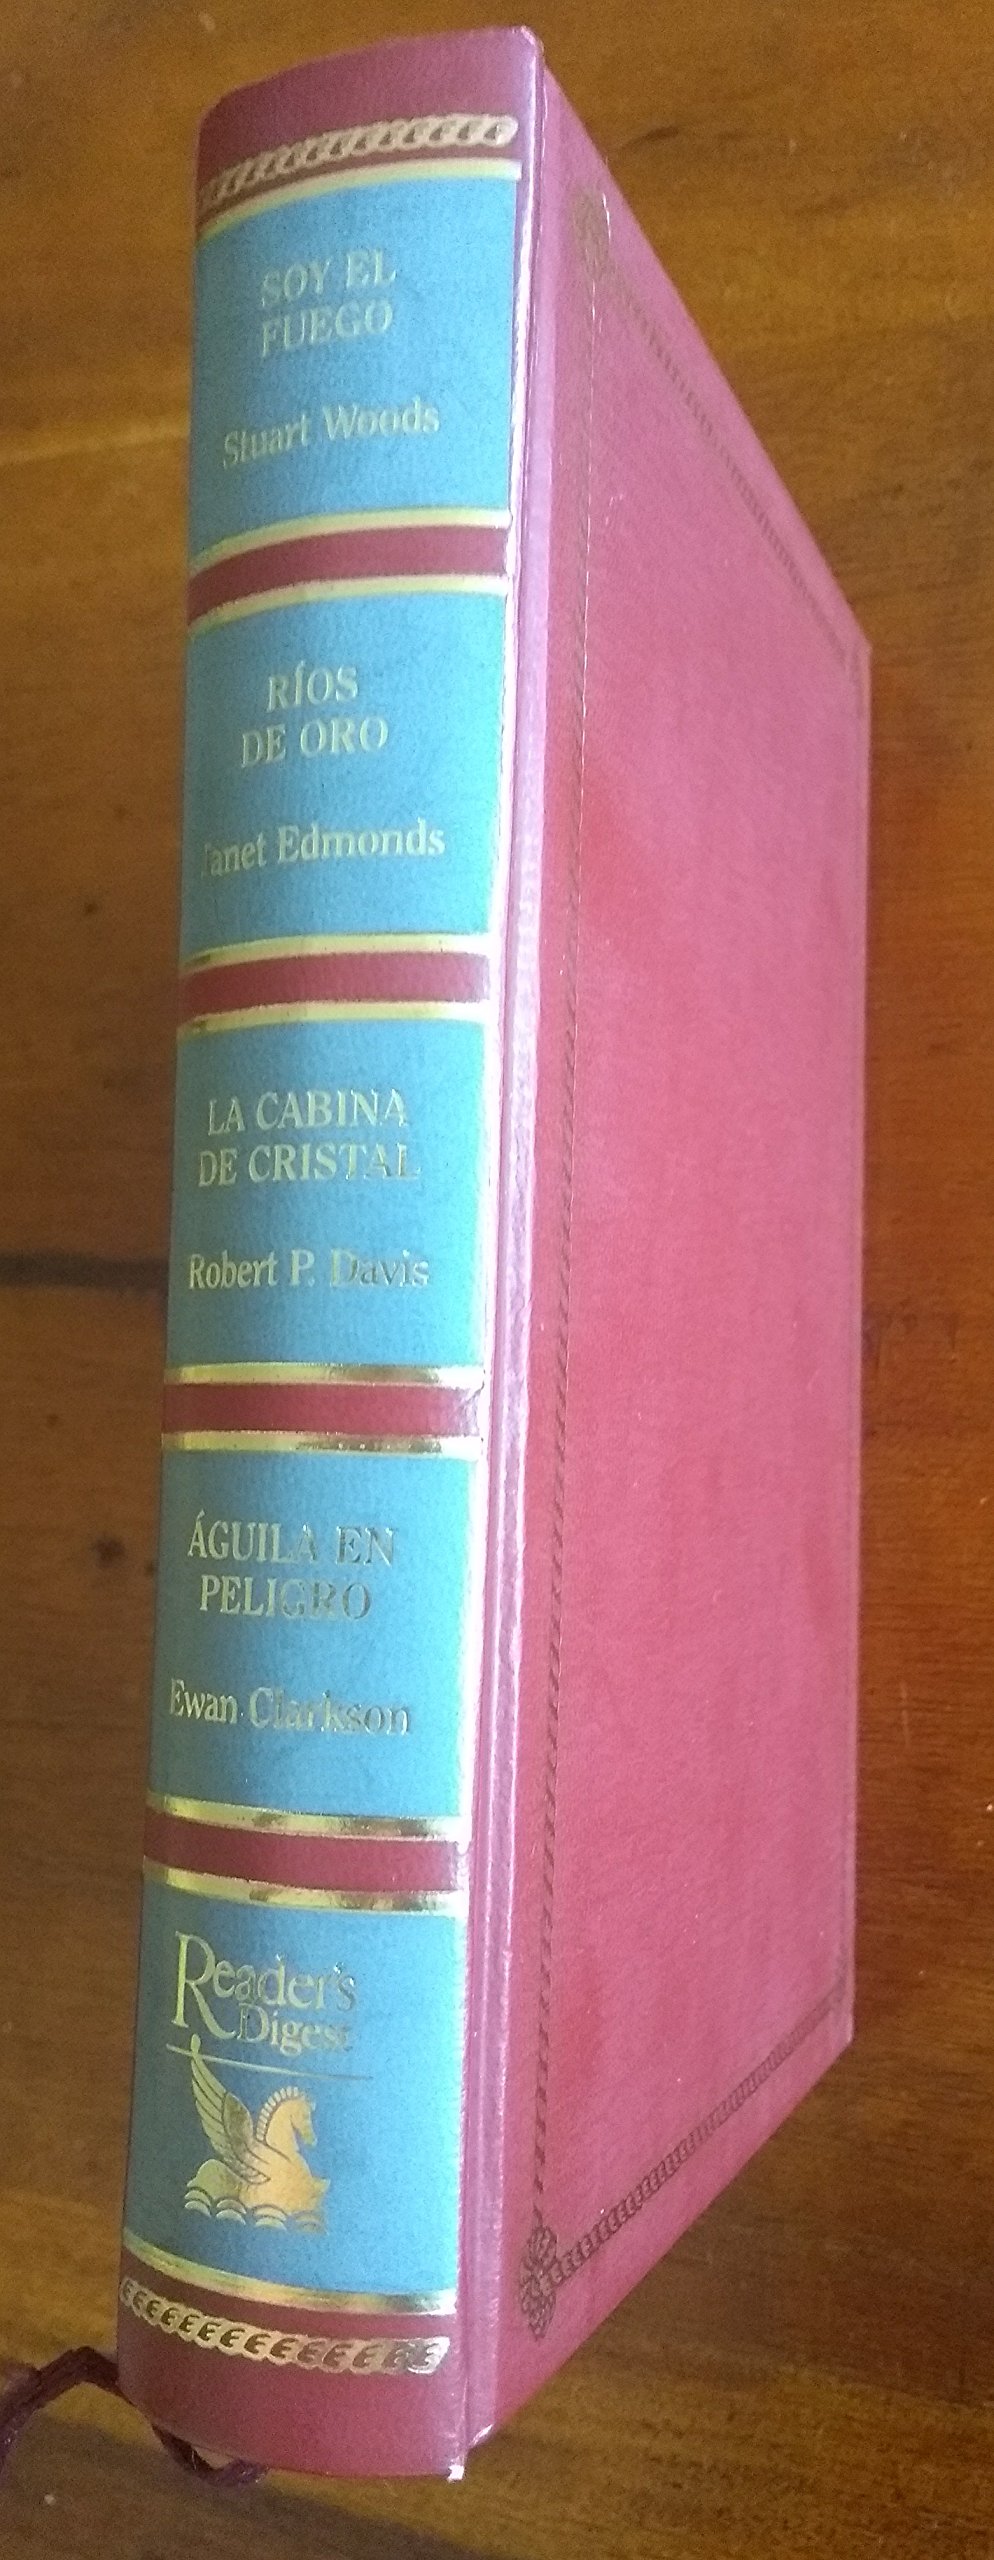 SOY EL
FUEGO
Stuart Woods
RÍOS
DE ORO
Janet Edmonds
LA CABINA
DE CRISTAL
Robert P. Davis
ÁGUILA EN
PELIGRO
Ewan Clarkson
Reader's
Digest